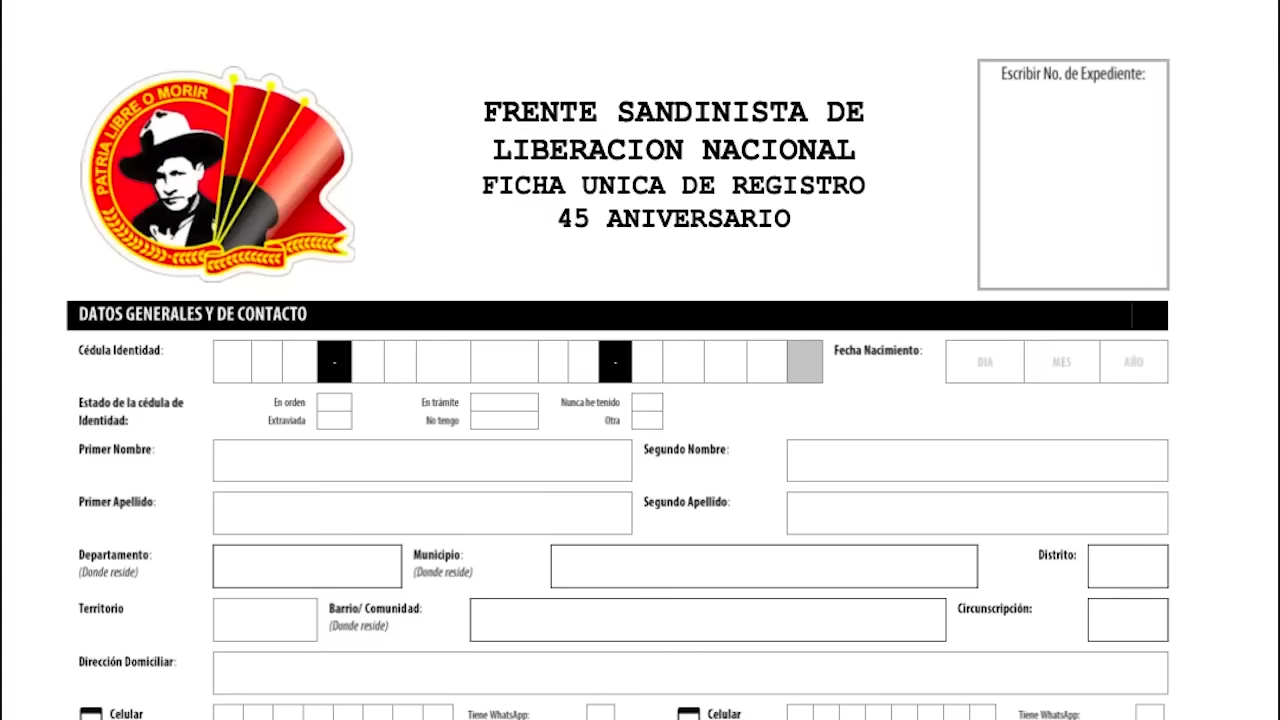 PATRIA LIBRE O MORIR
FRENTE SANDINISTA DE
LIBERACION NACIONAL
FICHA UNICA DE REGISTRO
45 ANIVERSARIO
Escribir No. de Expediente:
DATOS GENERALES Y DE CONTACTO
Cédula Identidad: - - Fecha Nacimiento: DIA MES AÑO
Estado de la cédula de Identidad: En orden En trámite Nunca he tenido
Extraviada No tengo Otra
Primer Nombre: Segundo Nombre:
Primer Apellido: Segundo Apellido:
Departamento: Municipio: Distrito:
(Donde reside) (Donde reside)
Territorio Barrio/ Comunidad: Circunscripción:
(Donde reside)
Dirección Domiciliar:
Celular Tiene WhatsApp: Celular Tiene WhatsApp: